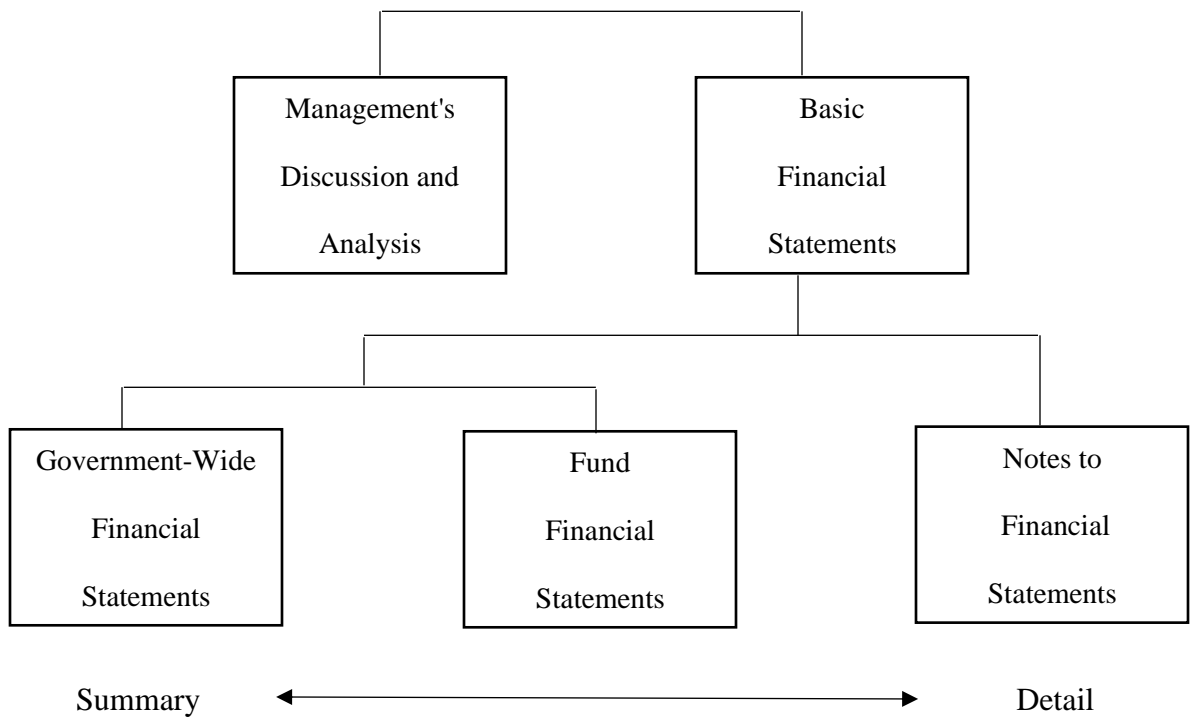 Management's
Discussion and
Analysis
Basic
Financial
Statements
Government-Wide
Financial
Statements
Fund
Financial
Statements
Notes to
Financial
Statements
Summary
Detail